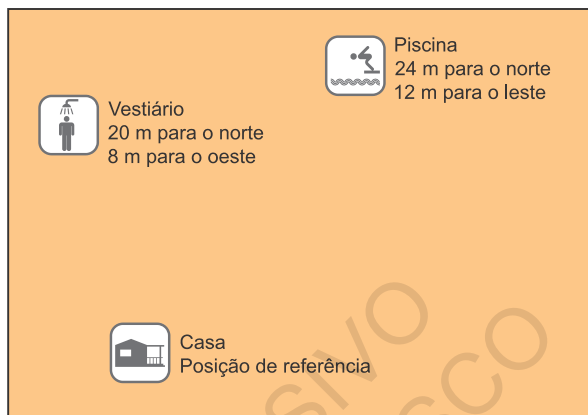 Piscina
24 m para o norte
12 m para o leste
Vestiário
20 m para o norte
8 m para o oeste
Casa
Posição de referência